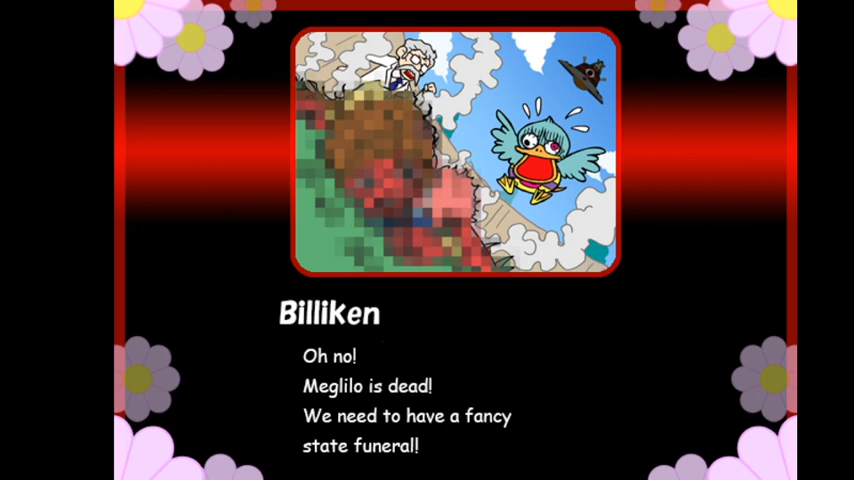 Billiken
Oh no!
Meglilo is dead!
We need to have a fancy
state funeral!